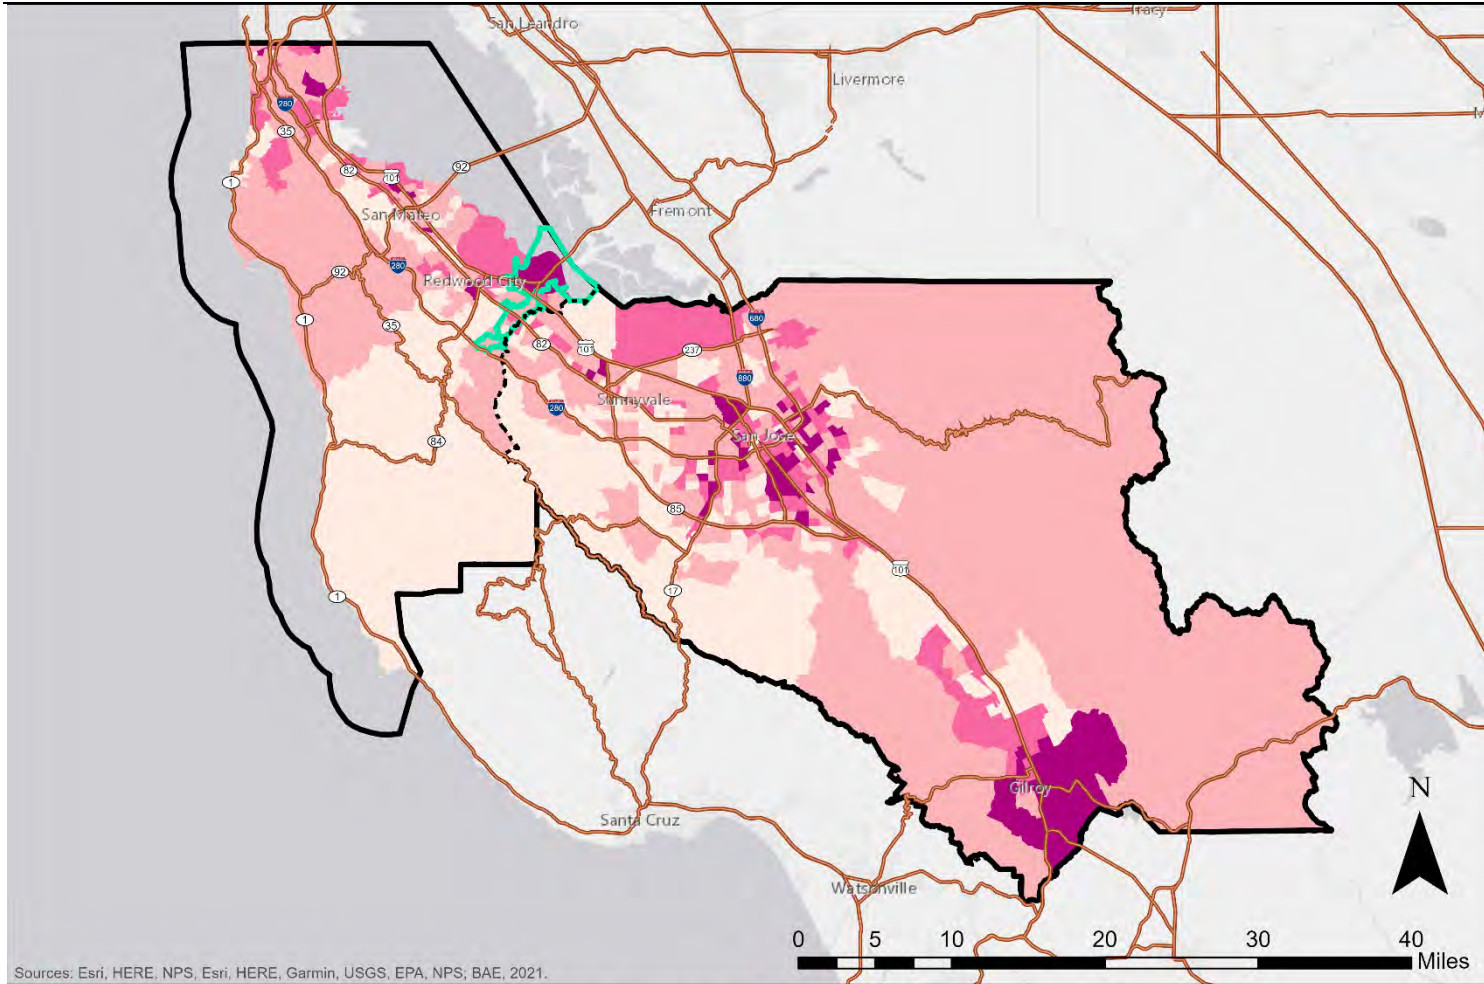 Tracy
San Leandro
Livermore
M
280
35
82
101
92
1
Fremont
San Mateo
92
280
Redwood City
1
35
680
82
101
237
880
280
Sunnyvale
San Jose
84
85
101
1
17
Gilroy
N
Santa Cruz
Watsonville
0 5 10 20 30 40
Miles
Sources: Esri, HERE, NPS, Esri, HERE, Garmin, USGS, EPA, NPS; BAE, 2021.